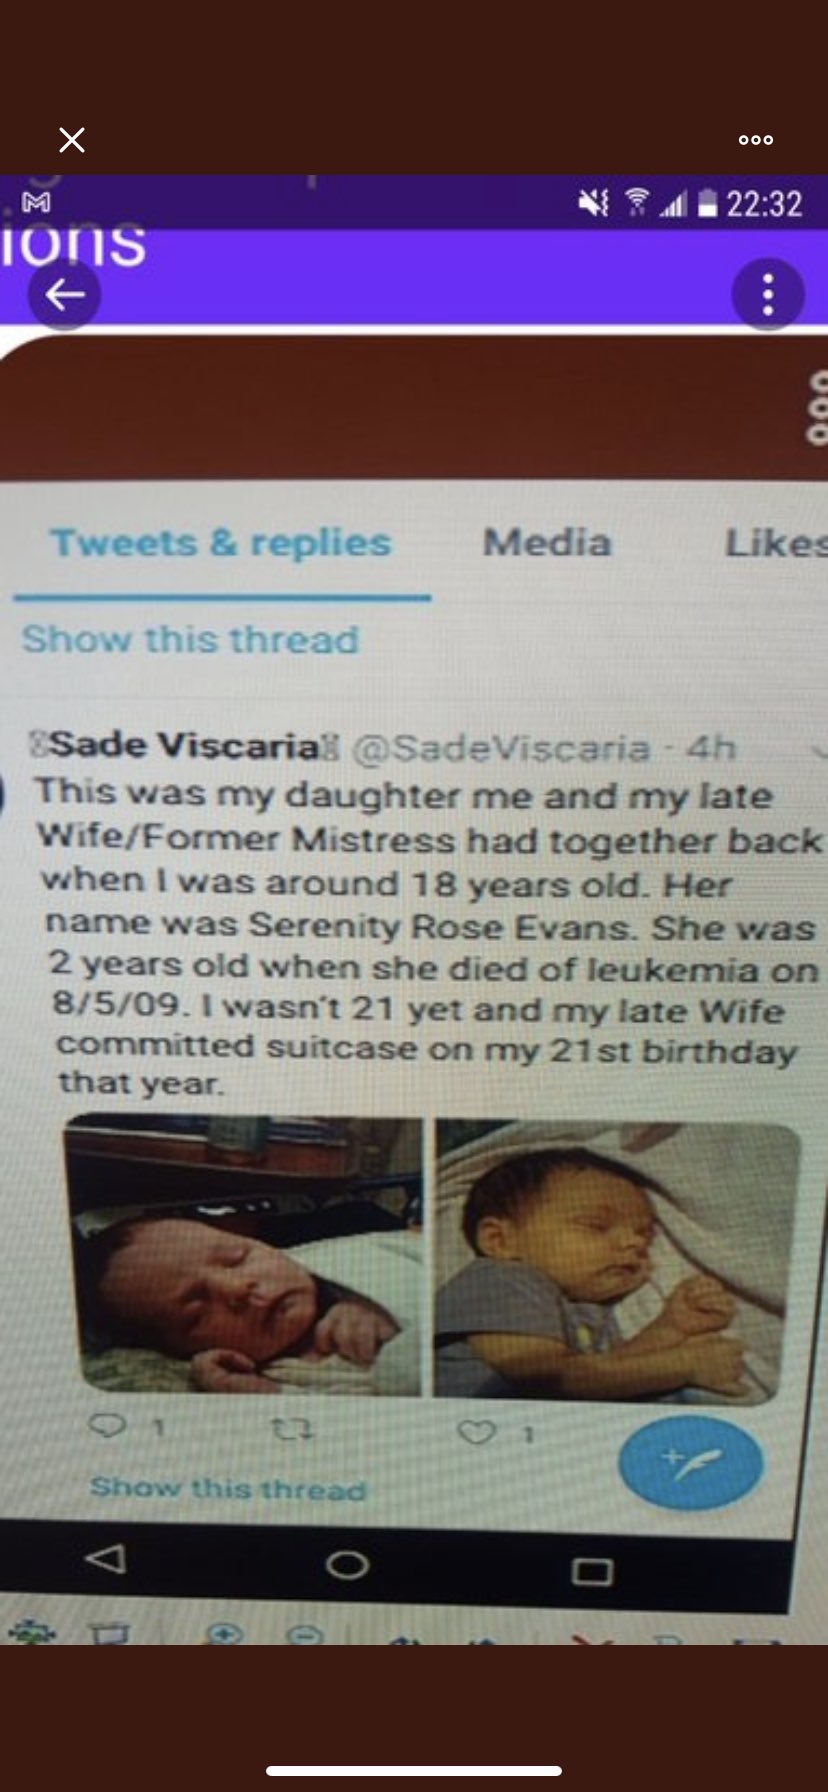 22:32
ions
Tweets & replies Media Likes
Show this thread
Sade Viscaria @SadeViscaria · 4h
This was my daughter me and my late
Wife/Former Mistress had together back
when I was around 18 years old. Her
name was Serenity Rose Evans. She was
2 years old when she died of leukemia on
8/5/09. I wasn't 21 yet and my late Wife
committed suitcase on my 21st birthday
that year.
1 1
Show this thread